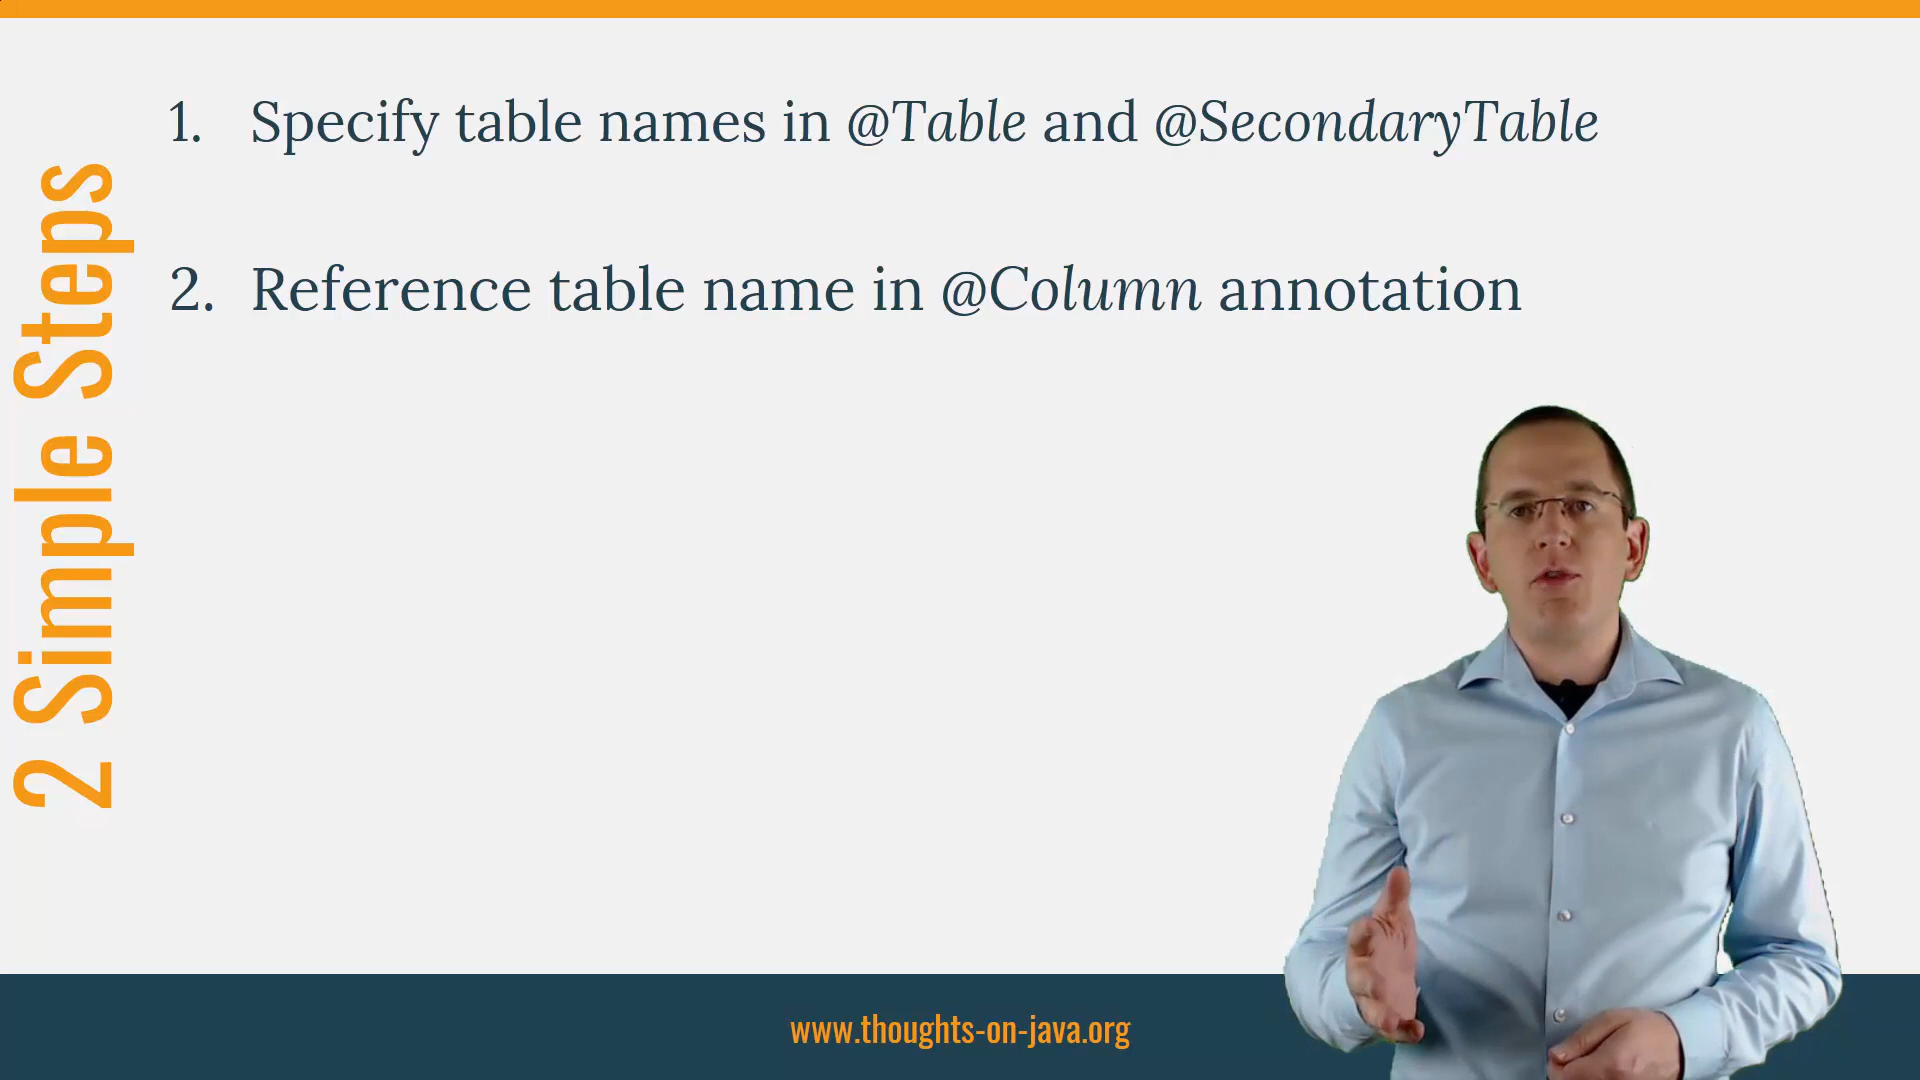 2 Simple Steps
1. Specify table names in @Table and @SecondaryTable
2. Reference table name in @Column annotation
www.thoughts-on-java.org